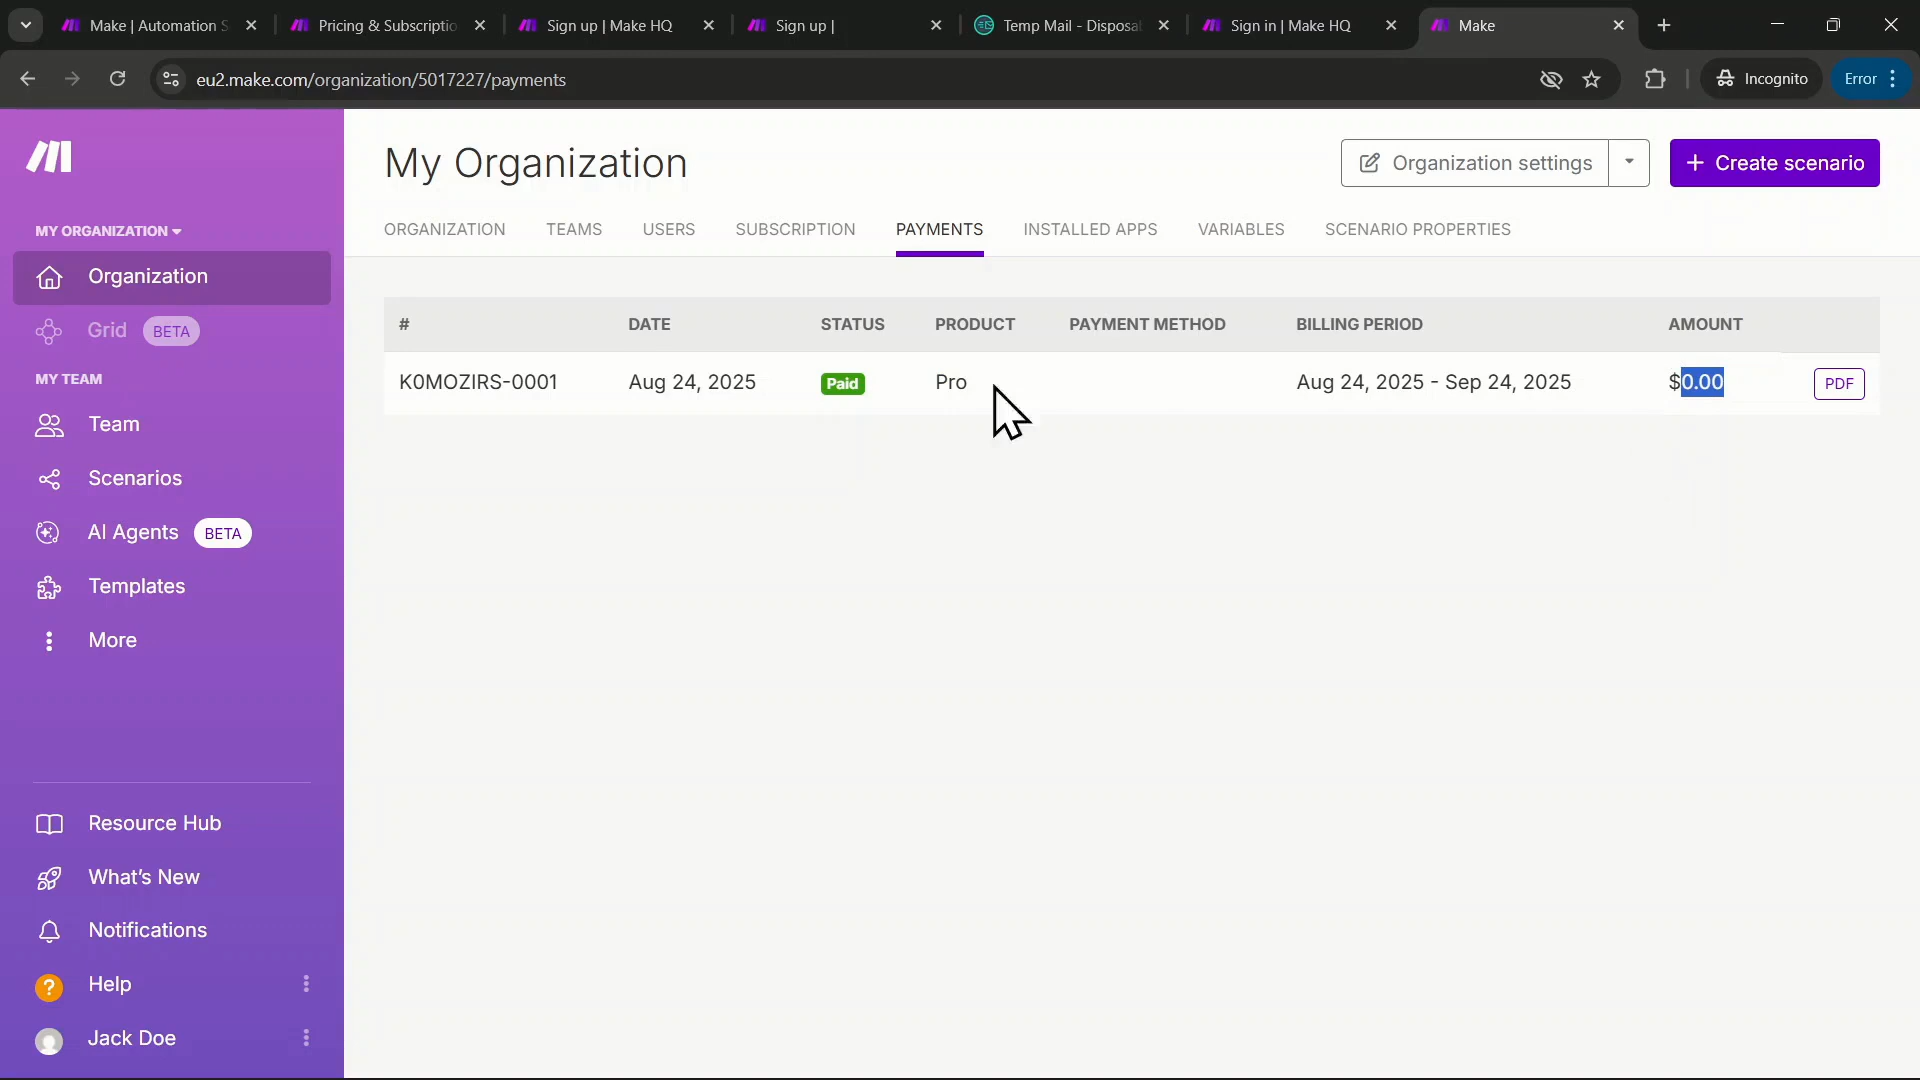 Make | Automation S
Pricing & Subscriptio
Sign up | Make HQ
Sign up |
Temp Mail - Disposal
Sign in | Make HQ
Make
eu2.make.com/organization/5017227/payments
Incognito
Error
MY ORGANIZATION
Organization
Grid BETA
MY TEAM
Team
Scenarios
AI Agents BETA
Templates
More
Resource Hub
What's New
Notifications
? Help
Jack Doe
My Organization
Organization settings
+ Create scenario
ORGANIZATION TEAMS USERS SUBSCRIPTION PAYMENTS INSTALLED APPS VARIABLES SCENARIO PROPERTIES
# DATE STATUS PRODUCT PAYMENT METHOD BILLING PERIOD AMOUNT
K0MOZIRS-0001 Aug 24, 2025 Paid Pro Aug 24, 2025 - Sep 24, 2025 $0.00 PDF